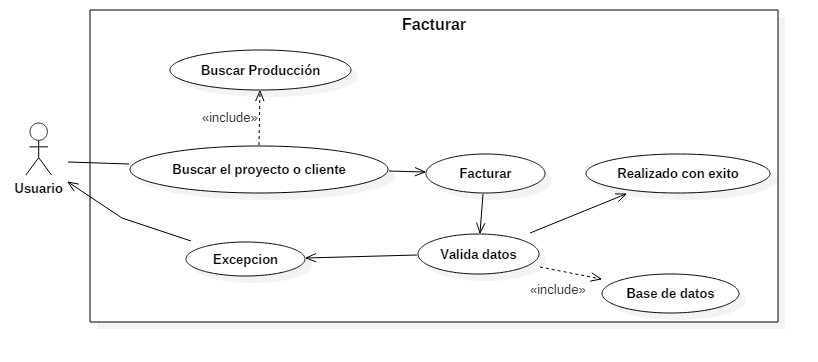 Facturar
Buscar Producción
«include»
Buscar el proyecto o cliente
Facturar
Realizado con exito
Usuario
Excepcion
Valida datos
«include»
Base de datos